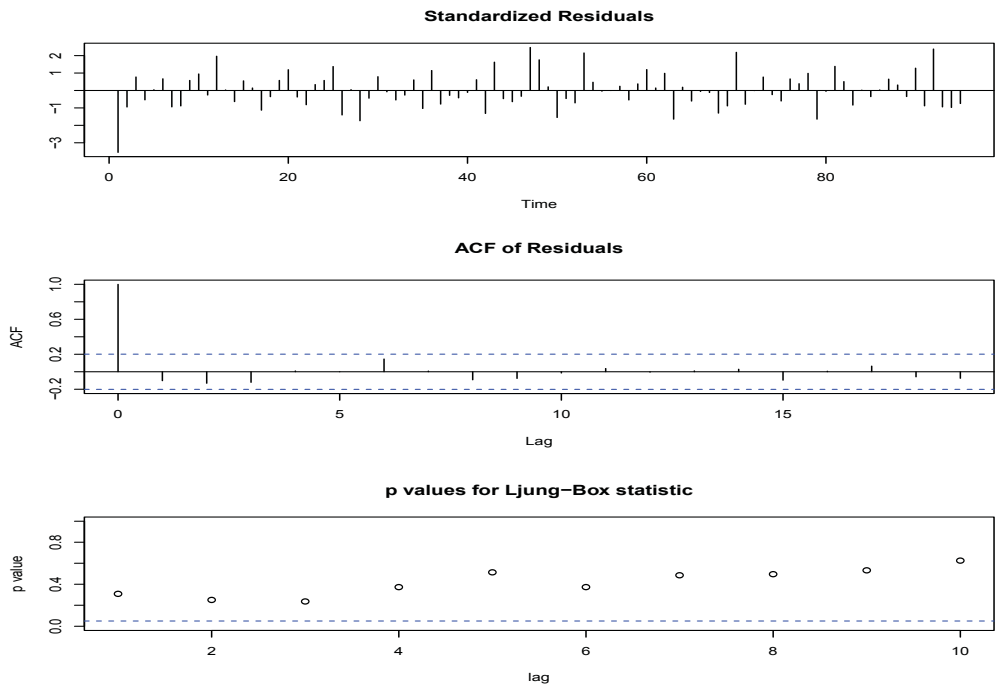 Standardized Residuals
2
1
−1
−3
0 20 40 60 80
Time
ACF of Residuals
ACF
1.0
0.6
0.2
−0.2
0 5 10 15
Lag
p values for Ljung−Box statistic
p value
0.8
0.4
0.0
2 4 6 8 10
lag